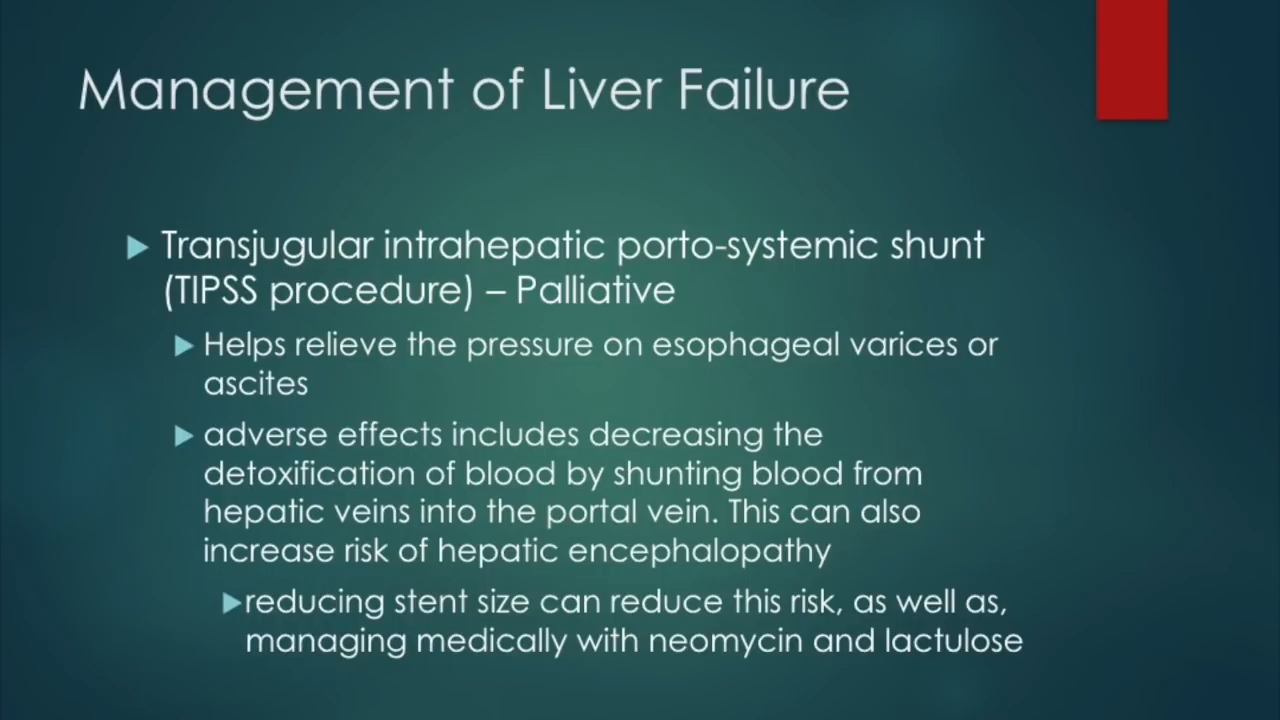 Management of Liver Failure
Transjugular intrahepatic porto-systemic shunt
(TIPSS procedure) – Palliative
Helps relieve the pressure on esophageal varices or
ascites
adverse effects includes decreasing the
detoxification of blood by shunting blood from
hepatic veins into the portal vein. This can also
increase risk of hepatic encephalopathy
reducing stent size can reduce this risk, as well as,
managing medically with neomycin and lactulose